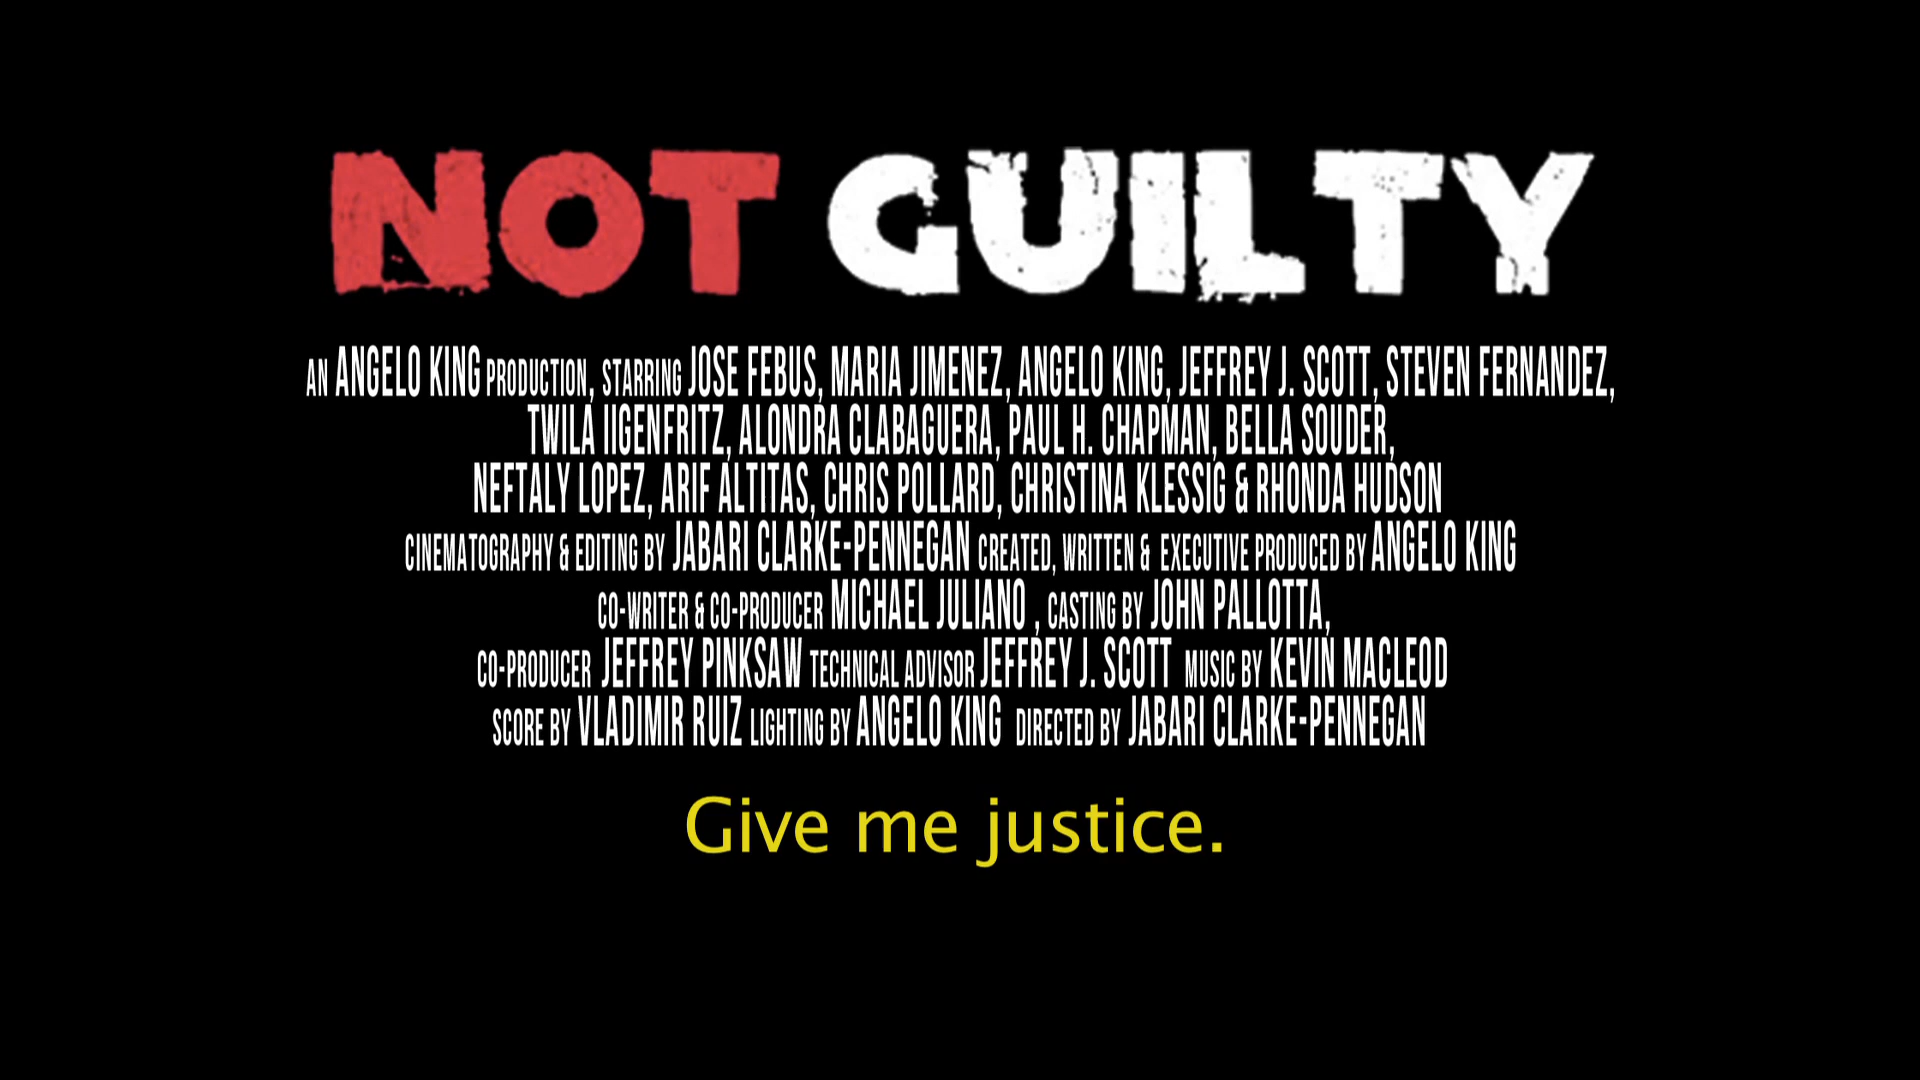 NOT GUILTY
AN ANGELO KING PRODUCTION, STARRING JOSE FEBUS, MARIA JIMENEZ, ANGELO KING, JEFFREY J. SCOTT, STEVEN FERNANDEZ,
TWILA IIGENFRITZ, ALONDRA CLABAGUERA, PAUL H. CHAPMAN, BELLA SOUDER,
NEFTALY LOPEZ, ARIF ALTITAS, CHRIS POLLARD, CHRISTINA KLESSIG & RHONDA HUDSON
CINEMATOGRAPHY & EDITING BY JABARI CLARKE-PENNEGAN CREATED, WRITTEN & EXECUTIVE PRODUCED BY ANGELO KING
CO-WRITER & CO-PRODUCER MICHAEL JULIANO , CASTING BY JOHN PALLOTTA,
CO-PRODUCER JEFFREY PINKSAW TECHNICAL ADVISOR JEFFREY J. SCOTT MUSIC BY KEVIN MACLEOD
SCORE BY VLADIMIR RUIZ LIGHTING BY ANGELO KING DIRECTED BY JABARI CLARKE-PENNEGAN
Give me justice.